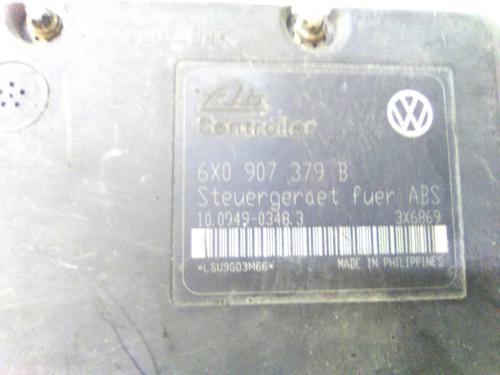 Ate
Controller
6X0 907 379 B
Steuergeraet fuer ABS
10.0949-0348.3 3X6869
*LSU9G03M66* MADE IN PHILIPPINES